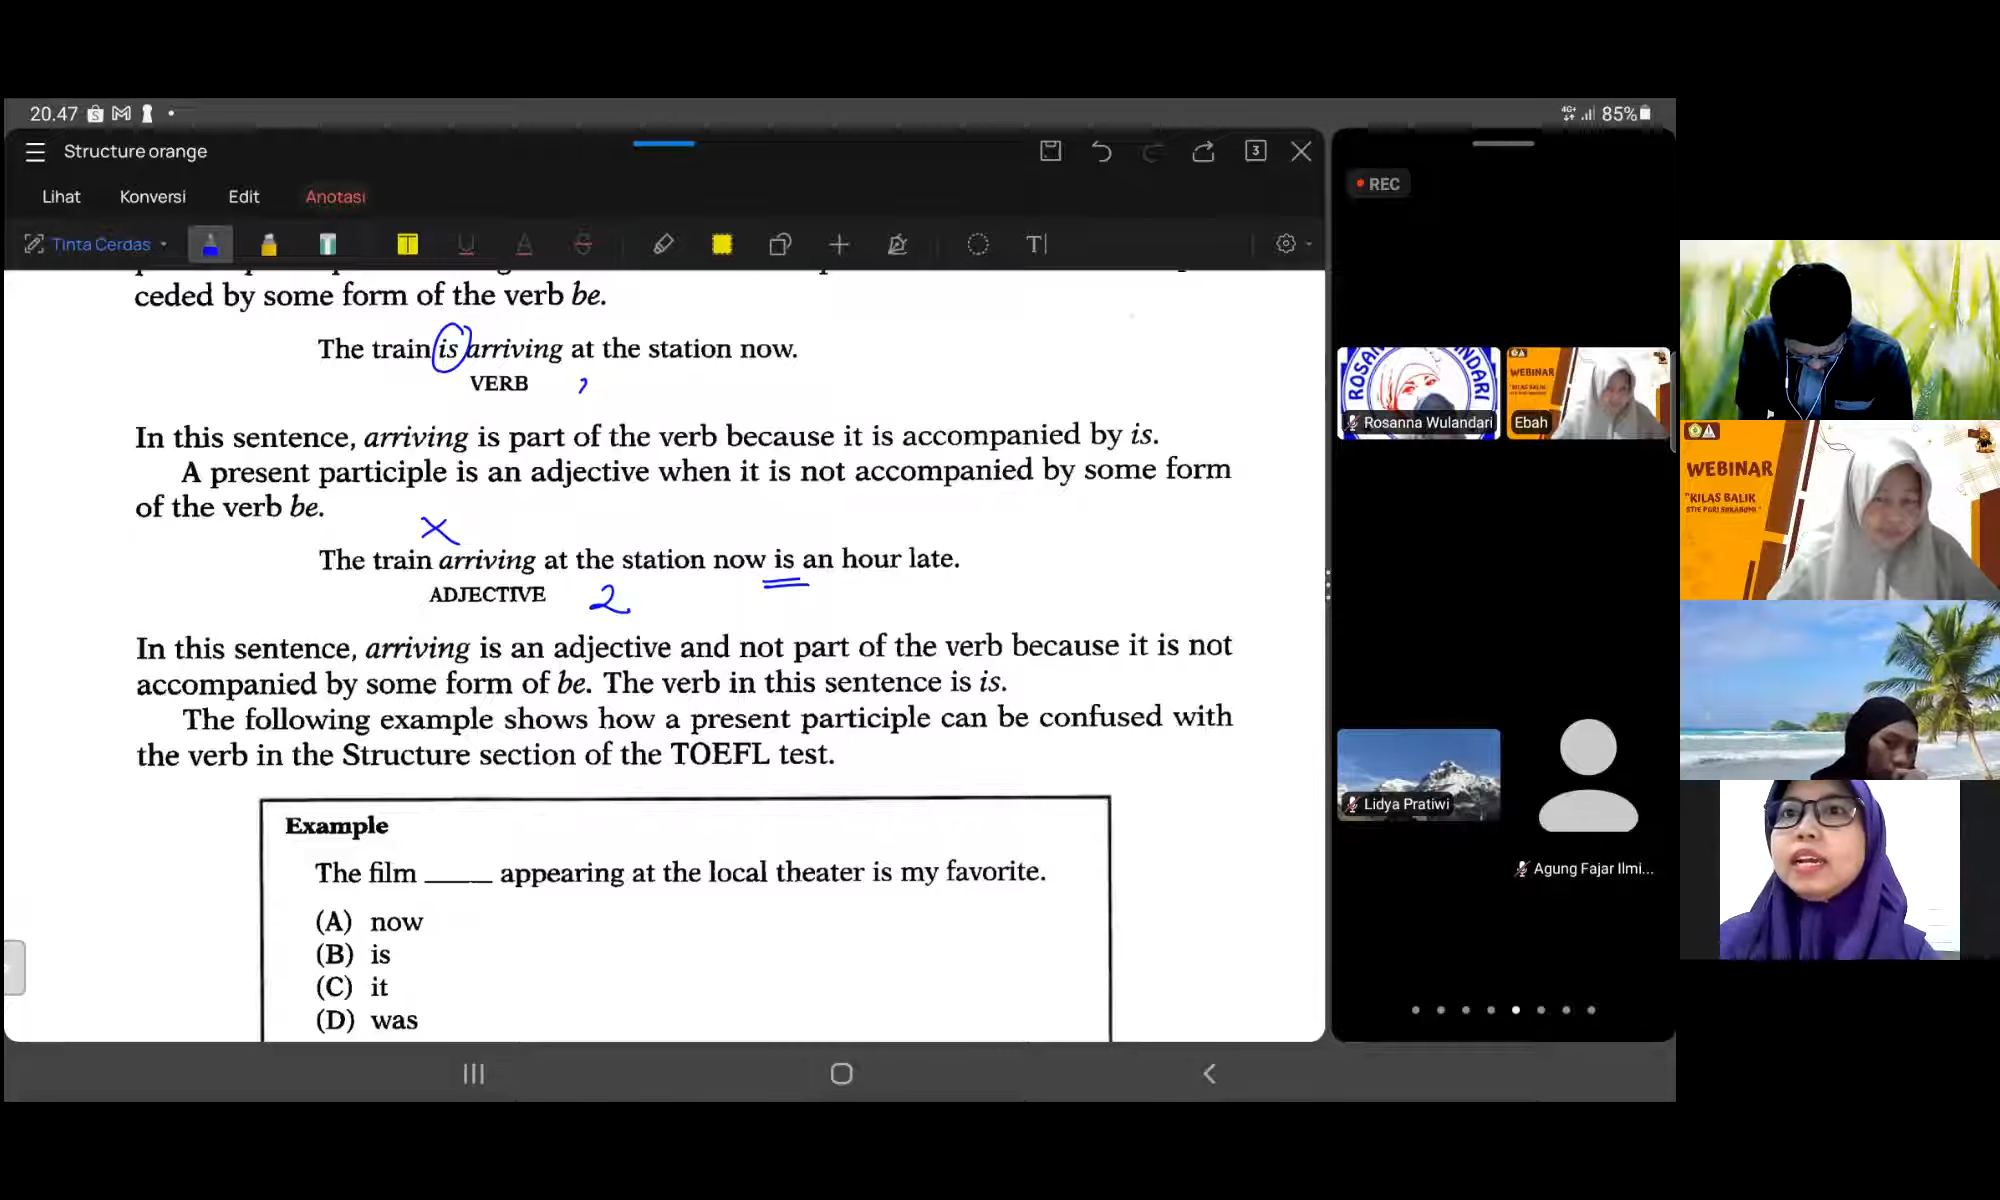 20.47
85%
Structure orange
3
Lihat Konversi Edit Anotasi
Tinta Cerdas
T
ceded by some form of the verb be.
The train is arriving at the station now.
VERB
In this sentence, arriving is part of the verb because it is accompanied by is.
A present participle is an adjective when it is not accompanied by some form
of the verb be.
The train arriving at the station now is an hour late.
ADJECTIVE 2
In this sentence, arriving is an adjective and not part of the verb because it is not
accompanied by some form of be. The verb in this sentence is is.
The following example shows how a present participle can be confused with
the verb in the Structure section of the TOEFL test.
Example
The film _____ appearing at the local theater is my favorite.
(A) now
(B) is
(C) it
(D) was
REC
Rosanna Wulandari
WEBINAR
Ebah
Lidya Pratiwi
Agung Fajar Ilmi...
WEBINAR
"KILAS BALIK
STIE PGRI SUKABUMI"